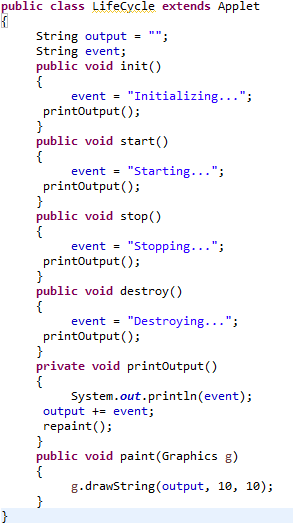 public class LifeCycle extends Applet
{
String output = "";
String event;
public void init()
{
event = "Initializing...";
printOutput();
}
public void start()
{
event = "Starting...";
printOutput();
}
public void stop()
{
event = "Stopping...";
printOutput();
}
public void destroy()
{
event = "Destroying...";
printOutput();
}
private void printOutput()
{
System.out.println(event);
output += event;
repaint();
}
public void paint(Graphics g)
{
g.drawString(output, 10, 10);
}
}